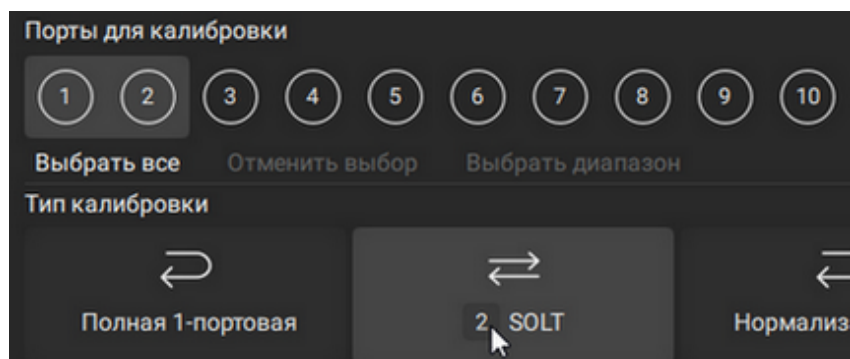 Порты для калибровки
1 2 3 4 5 6 7 8 9 10
Выбрать все Отменить выбор Выбрать диапазон
Тип калибровки
Полная 1-портовая 2 SOLT Нормализ